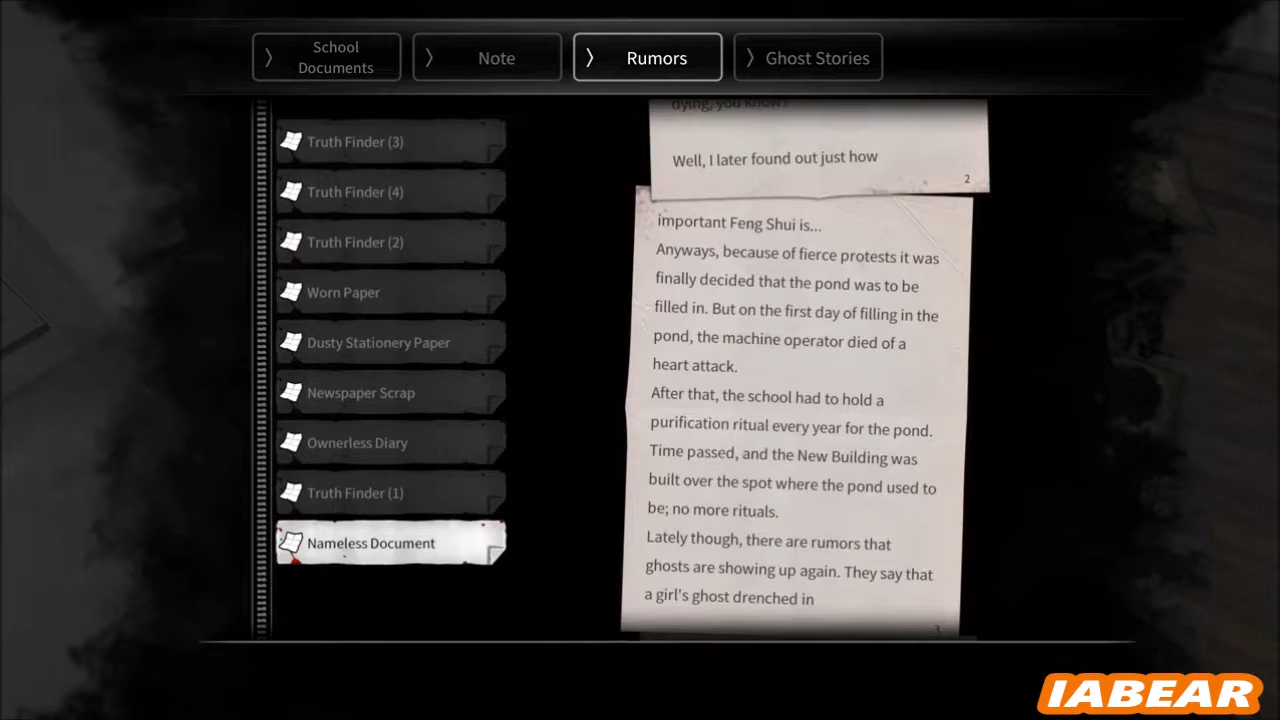 School
Documents
Note
Rumors
Ghost Stories
Truth Finder (3)
Truth Finder (4)
Truth Finder (2)
Worn Paper
Dusty Stationery Paper
Newspaper Scrap
Ownerless Diary
Truth Finder (1)
Nameless Document
dying, you know?
Well, I later found out just how
2
important Feng Shui is...
Anyways, because of fierce protests it was
finally decided that the pond was to be
filled in. But on the first day of filling in the
pond, the machine operator died of a
heart attack.
After that, the school had to hold a
purification ritual every year for the pond.
Time passed, and the New Building was
built over the spot where the pond used to
be; no more rituals.
Lately though, there are rumors that
ghosts are showing up again. They say that
a girl's ghost drenched in
3
IABEAR